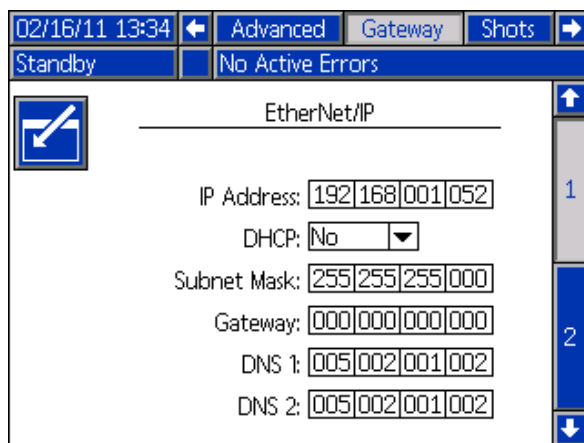 02/16/11 13:34 Advanced Gateway Shots
Standby No Active Errors
EtherNet/IP
1
IP Address: 192 168 001 052
DHCP: No
Subnet Mask: 255 255 255 000
Gateway: 000 000 000 000
2
DNS 1: 005 002 001 002
DNS 2: 005 002 001 002